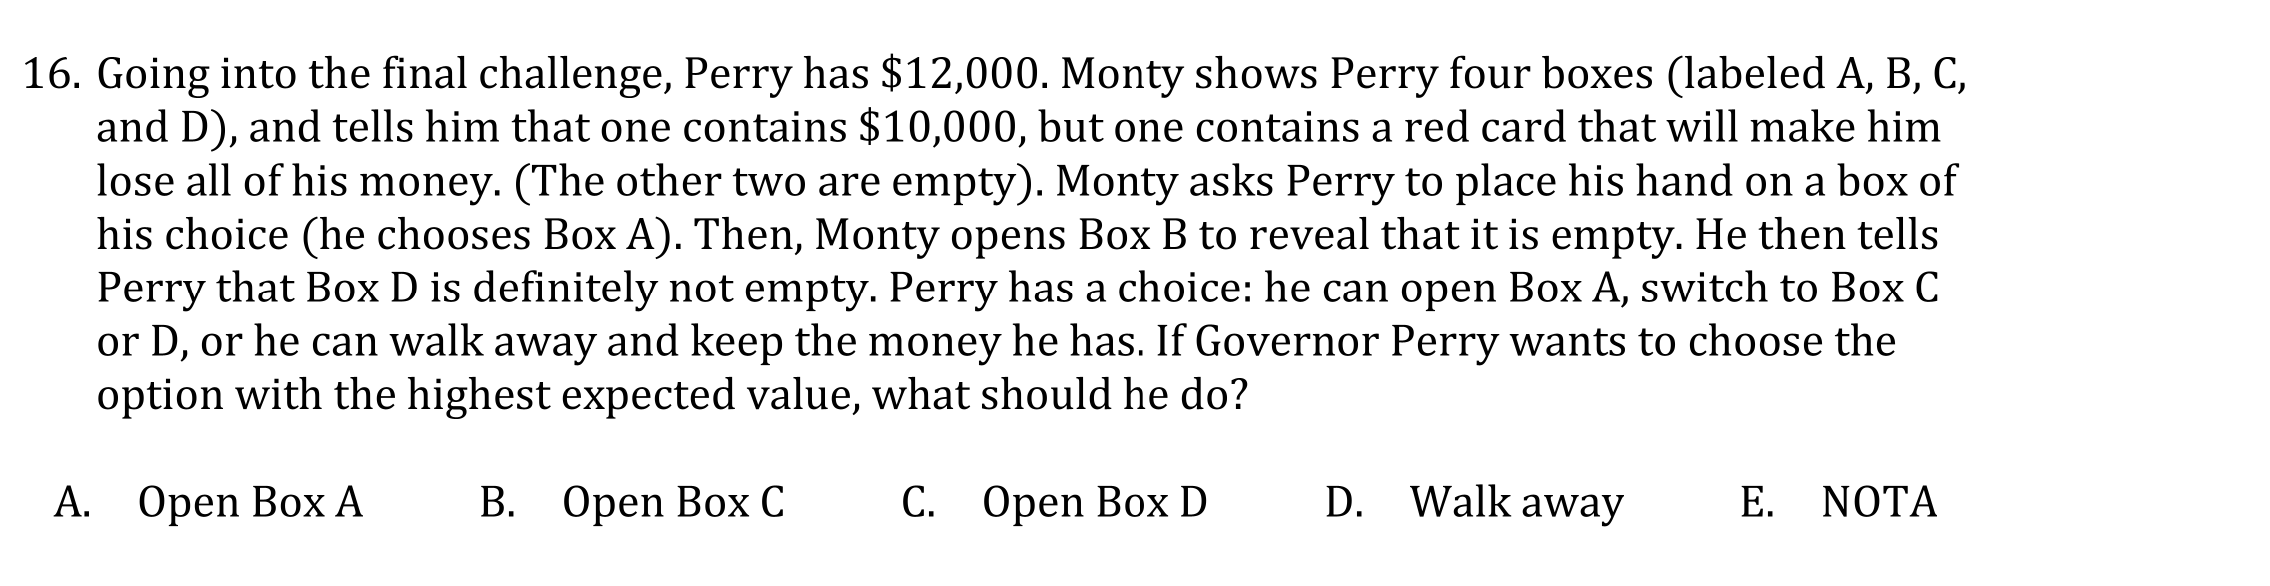 16. Going into the final challenge, Perry has $12,000. Monty shows Perry four boxes (labeled A, B, C,
and D), and tells him that one contains $10,000, but one contains a red card that will make him
lose all of his money. (The other two are empty). Monty asks Perry to place his hand on a box of
his choice (he chooses Box A). Then, Monty opens Box B to reveal that it is empty. He then tells
Perry that Box D is definitely not empty. Perry has a choice: he can open Box A, switch to Box C
or D, or he can walk away and keep the money he has. If Governor Perry wants to choose the
option with the highest expected value, what should he do?
A. Open Box A B. Open Box C C. Open Box D D. Walk away E. NOTA